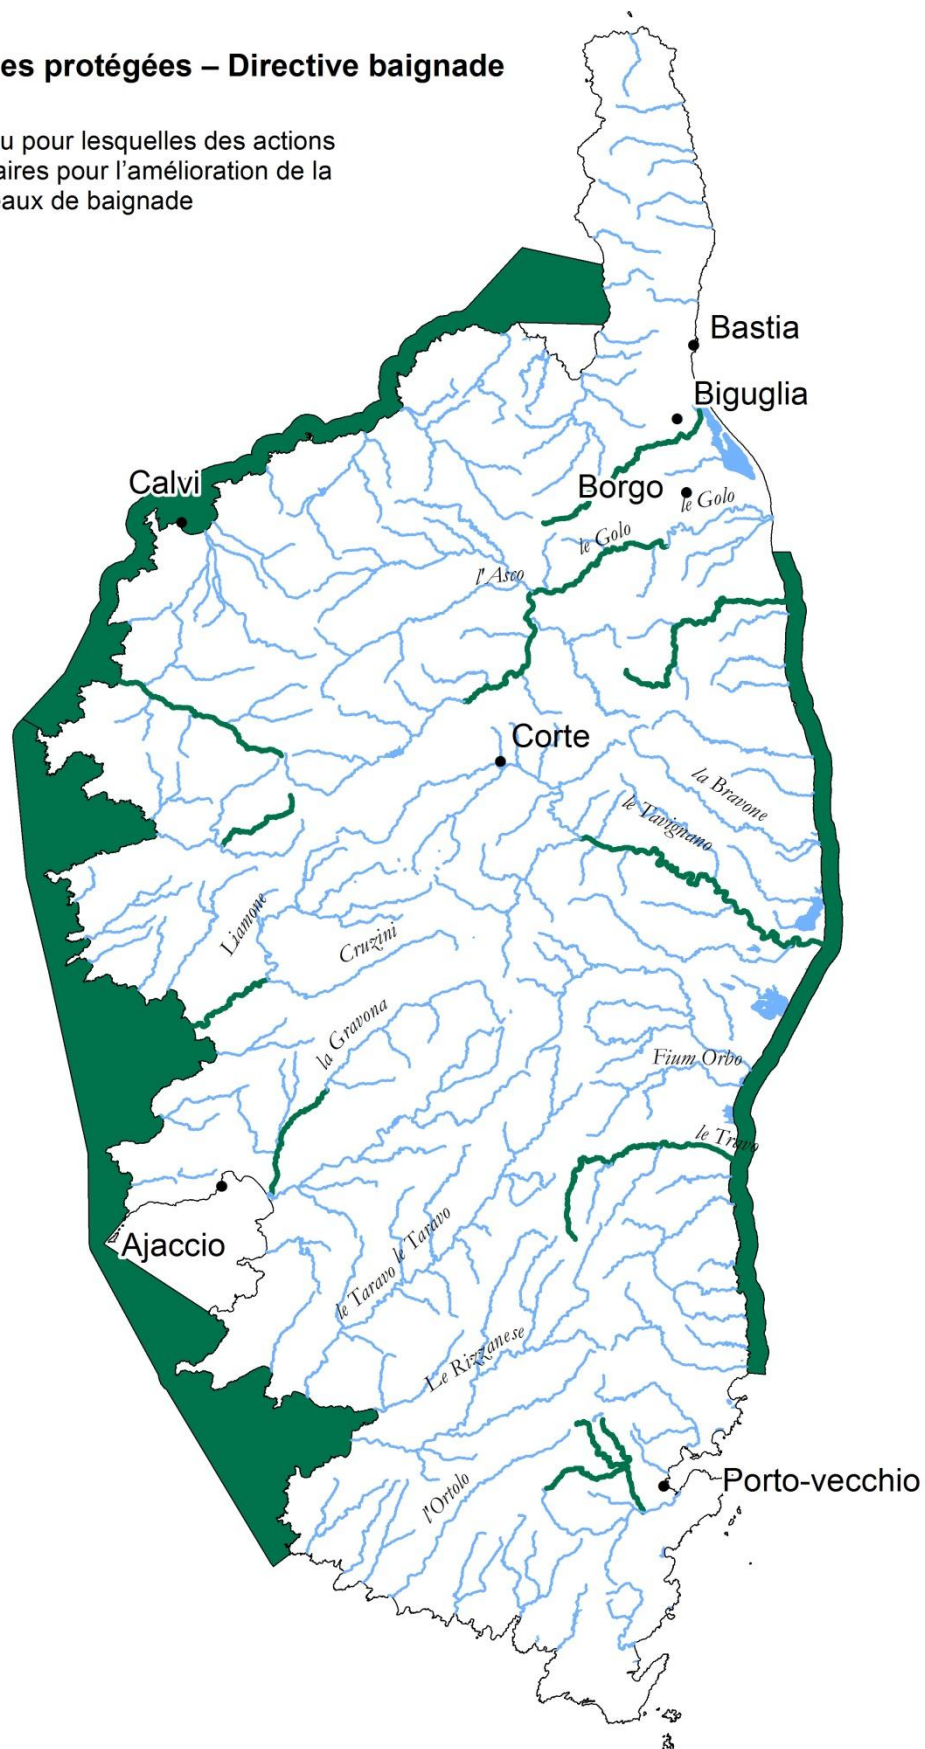 es protégées – Directive baignade
u pour lesquelles des actions
aires pour l'amélioration de la
eaux de baignade
Bastia
Biguglia
Calvi
Borgo
le Golo
le Golo
l'Asco
Corte
la Bravone
le Tavignano
Liamone
Cruzini
la Gravona
Fium Orbo
le Travo
Ajaccio
le Taravo
le Taravo
Le Rizzanese
l'Ortolo
Porto-vecchio